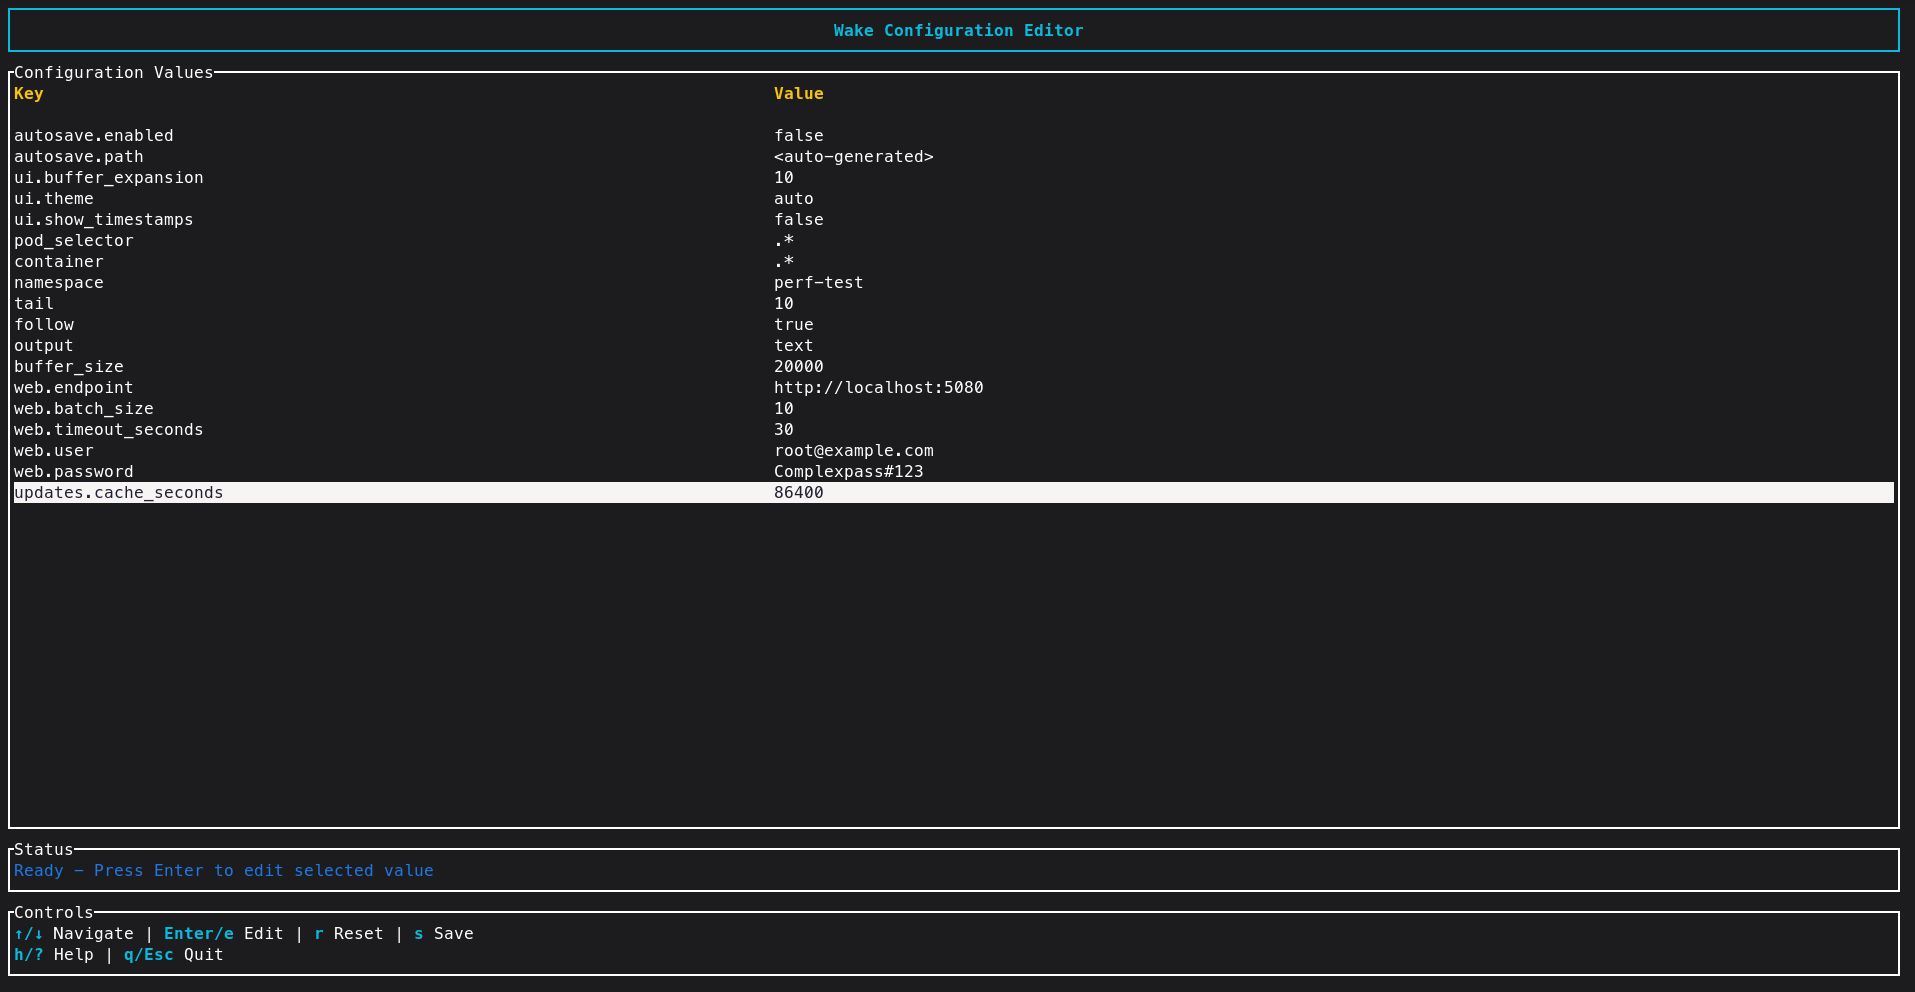 Wake Configuration Editor
Configuration Values
Key Value
autosave.enabled false
autosave.path <auto-generated>
ui.buffer_expansion 10
ui.theme auto
ui.show_timestamps false
pod_selector .*
container .*
namespace perf-test
tail 10
follow true
output text
buffer_size 20000
web.endpoint http://localhost:5080
web.batch_size 10
web.timeout_seconds 30
web.user root@example.com
web.password Complexpass#123
updates.cache_seconds 86400
Status
Ready - Press Enter to edit selected value
Controls
↑/↓ Navigate | Enter/e Edit | r Reset | s Save
h/? Help | q/Esc Quit